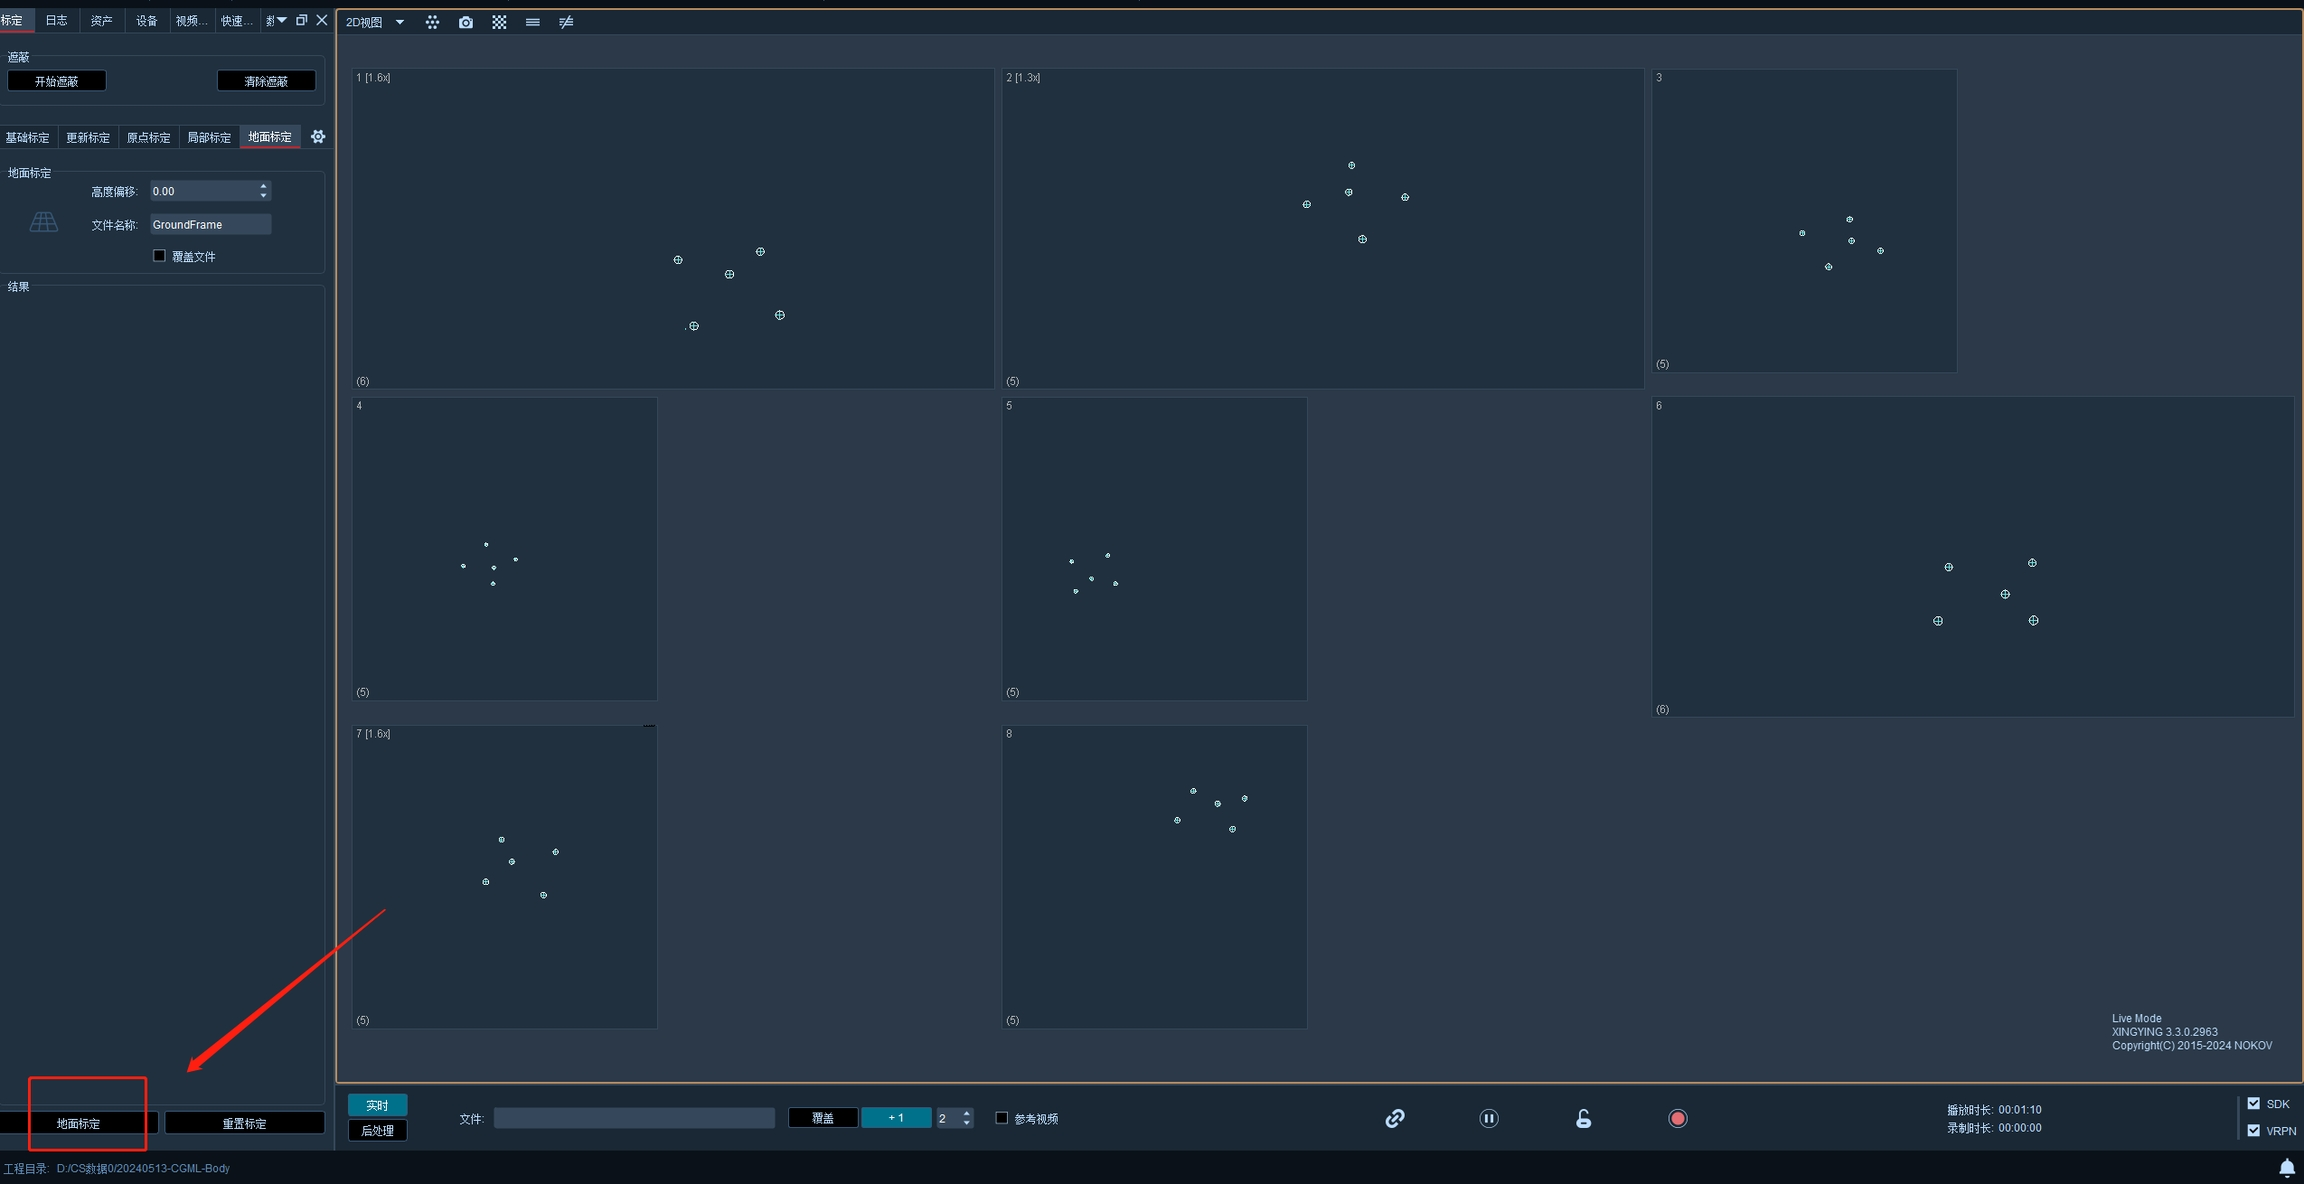 标定 日志 资产 设备 视频... 快速...
2D视图
遮蔽
开始遮蔽 清除遮蔽
基础标定 更新标定 原点标定 局部标定 地面标定
地面标定
高度偏移: 0.00
文件名称: GroundFrame
覆盖文件
结果
地面标定 重置标定
1 [1.6x]
(6)
2 [1.3x]
(5)
3
(5)
4
(5)
5
(5)
6
(6)
7 [1.6x]
(5)
8
(5)
Live Mode
XINGYING 3.3.0.2963
Copyright(C) 2015-2024 NOKOV
实时
后处理
文件:
覆盖 +1 2 参考视频
播放时长: 00:01:10
录制时长: 00:00:00
SDK
VRPN
工程目录: D:/CS数据0/20240513-CGML-Body